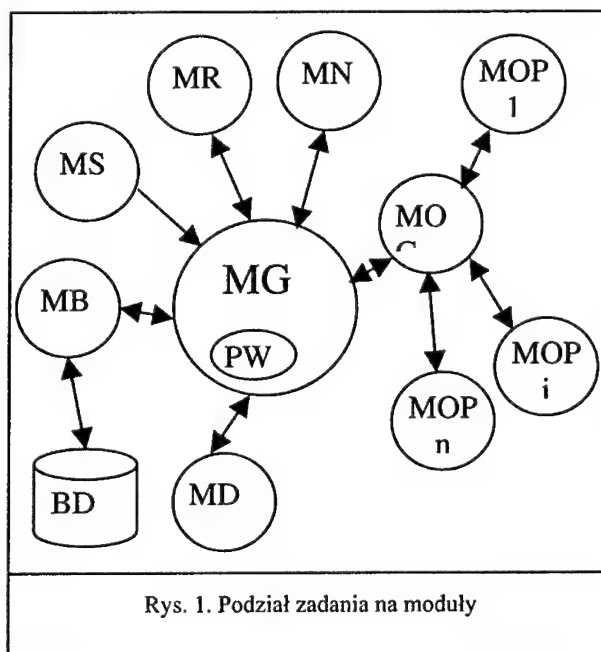 MR
MN
MOP
1
MS
MO
MG
MB
PW
MOP
i
MOP
n
BD
MD
Rys. 1. Podział zadania na moduły